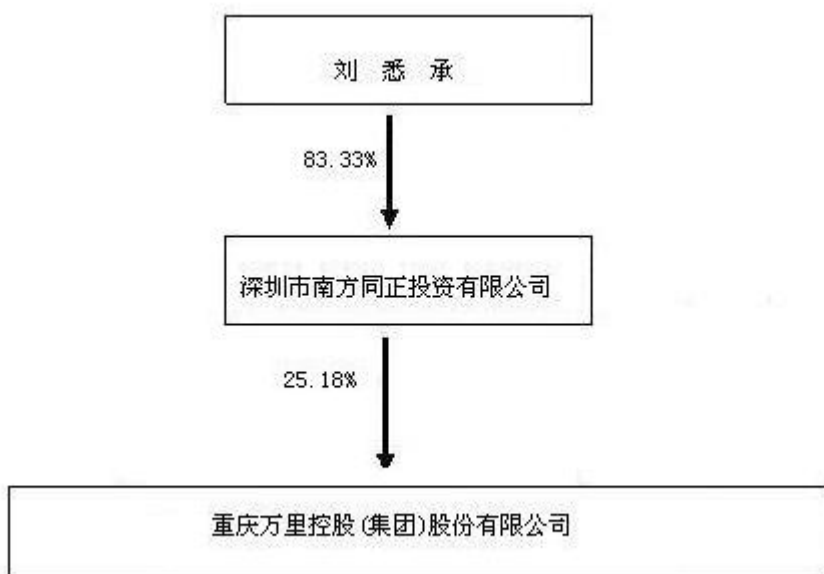 刘 悉 承
83.33%
深圳市南方同正投资有限公司
25.18%
重庆万里控股(集团)股份有限公司